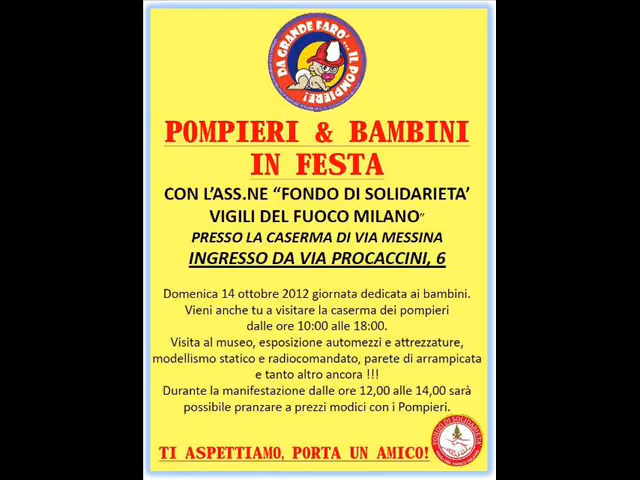 DA GRANDE FARO'... IL POMPIERE!
POMPIERI & BAMBINI
IN FESTA
CON L'ASS.NE "FONDO DI SOLIDARIETA'
VIGILI DEL FUOCO MILANO"
PRESSO LA CASERMA DI VIA MESSINA
INGRESSO DA VIA PROCACCINI, 6
Domenica 14 ottobre 2012 giornata dedicata ai bambini.
Vieni anche tu a visitare la caserma dei pompieri
dalle ore 10:00 alle 18:00.
Visita al museo, esposizione automezzi e attrezzature,
modellismo statico e radiocomandato, parete di arrampicata
e tanto altro ancora !!!
Durante la manifestazione dalle ore 12,00 alle 14,00 sarà
possibile pranzare a prezzi modici con i Pompieri.
FONDO DI SOLIDARIETA'
TI ASPETTIAMO, PORTA UN AMICO!